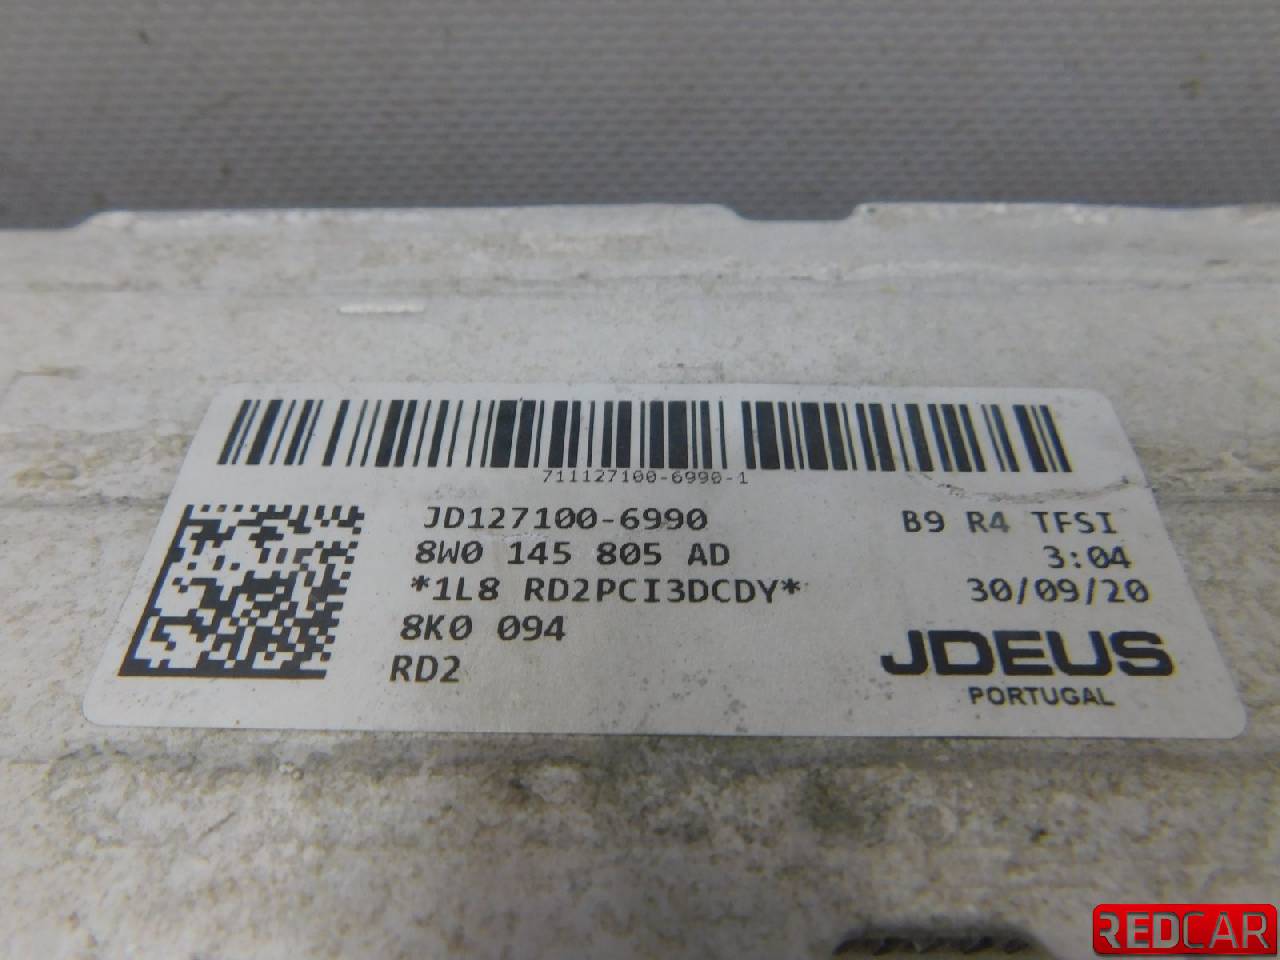 711127100-6990-1
JD127100-6990
8W0 145 805 AD
*1L8 RD2PCI3DCDY*
8K0 094
RD2
B9 R4 TFSI
3:04
30/09/20
JDEUS
PORTUGAL
REDCAR